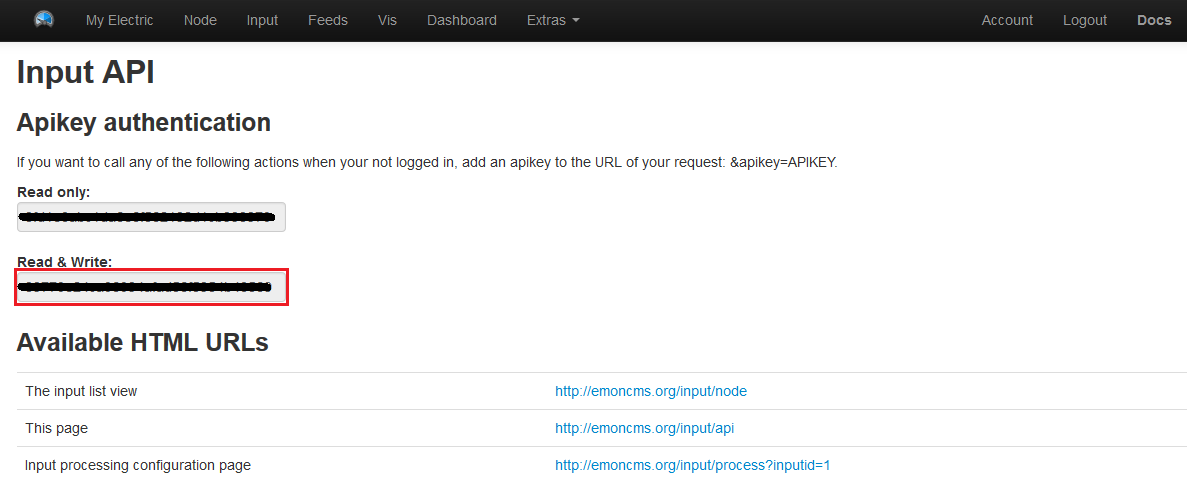 My Electric Node Input Feeds Vis Dashboard Extras Account Logout Docs
Input API
Apikey authentication
If you want to call any of the following actions when your not logged in, add an apikey to the URL of your request: &apikey=APIKEY.
Read only:
Read & Write:
Available HTML URLs
The input list view http://emoncms.org/input/node
This page http://emoncms.org/input/api
Input processing configuration page http://emoncms.org/input/process?inputid=1